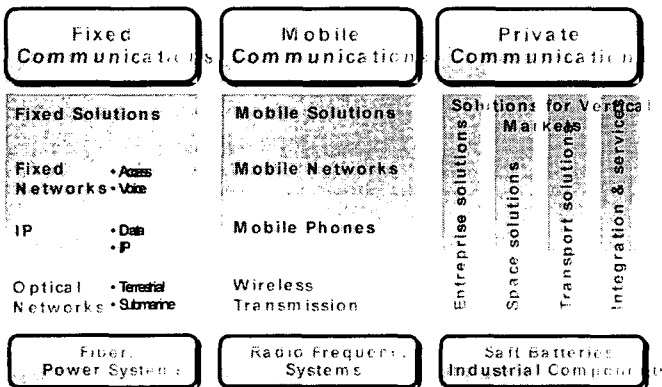 Fixed
Communications
Mobile
Communications
Private
Communications
Fixed Solutions
Fixed
Networks
• Access
• Voice
IP
• Data
• IP
Optical
Networks
• Terrestrial
• Submarine
Mobile Solutions
Mobile Networks
Mobile Phones
Wireless
Transmission
Solutions for Vertical
Markets
Entreprise solutions
Space solutions
Transport solutions
Integration & services
Fiber,
Power Systems
Radio Frequency
Systems
Saft Batteries
Industrial Components